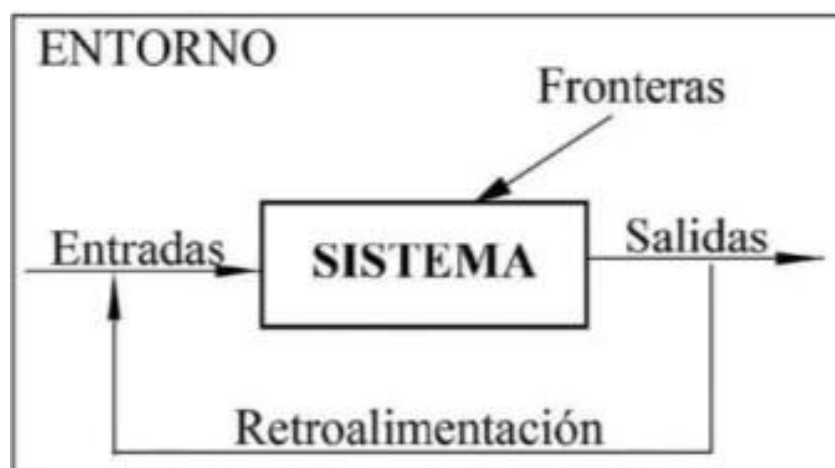 ENTORNO
Fronteras
Entradas
SISTEMA
Salidas
Retroalimentación